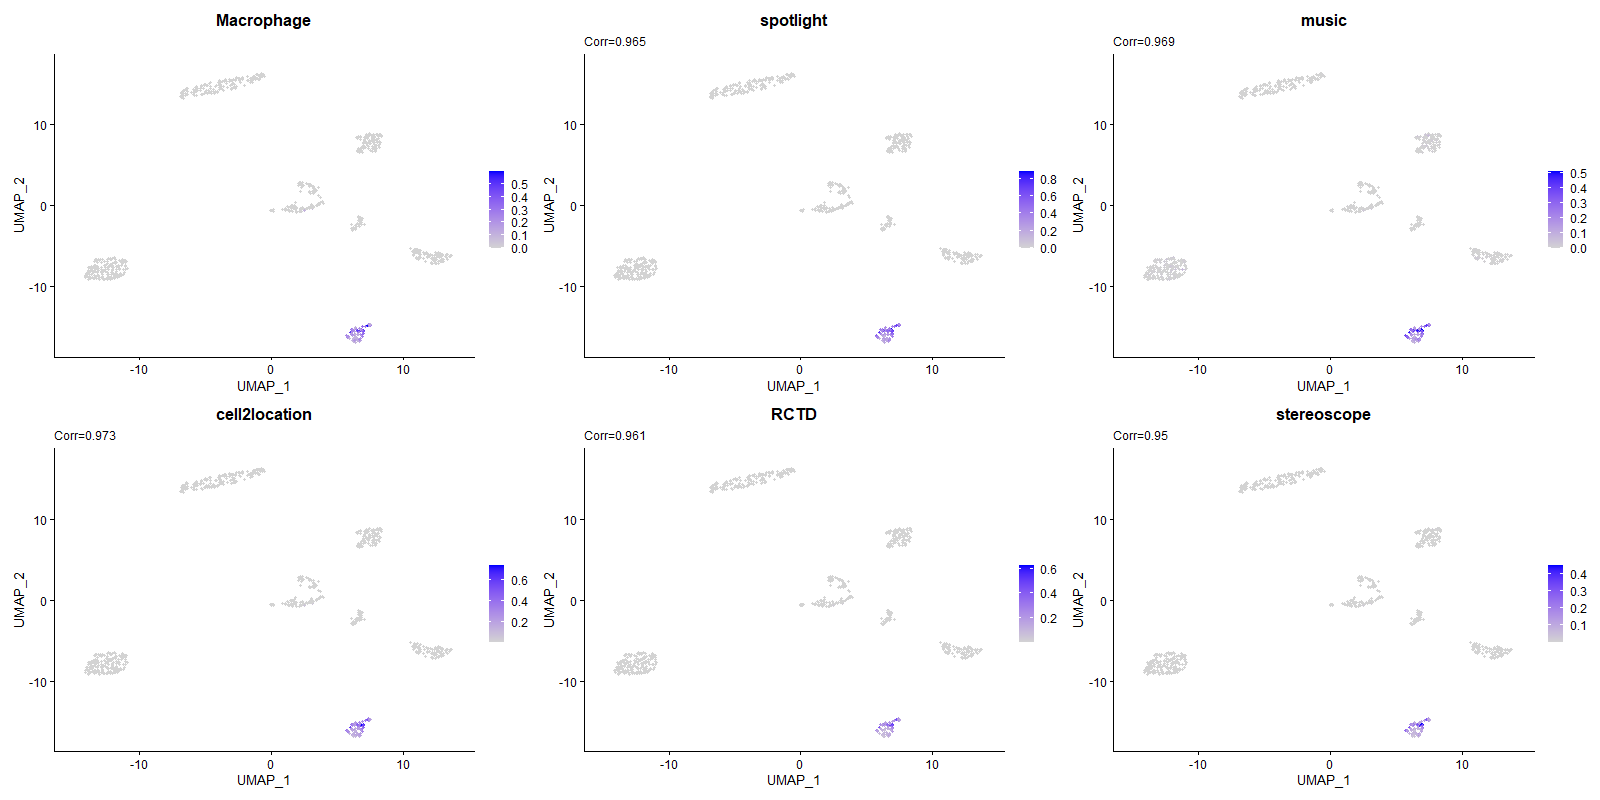 Macrophage
10
0
-10
UMAP_2
-10
0
10
UMAP_1
0.5
0.4
0.3
0.2
0.1
0.0
spotlight
Corr=0.965
10
0
-10
UMAP_2
-10
0
10
UMAP_1
0.8
0.6
0.4
0.2
0.0
music
Corr=0.969
10
0
-10
UMAP_2
-10
0
10
UMAP_1
0.5
0.4
0.3
0.2
0.1
0.0
cell2location
Corr=0.973
10
0
-10
UMAP_2
-10
0
10
UMAP_1
0.6
0.4
0.2
RCTD
Corr=0.961
10
0
-10
UMAP_2
-10
0
10
UMAP_1
0.6
0.4
0.2
stereoscope
Corr=0.95
10
0
-10
UMAP_2
-10
0
10
UMAP_1
0.4
0.3
0.2
0.1